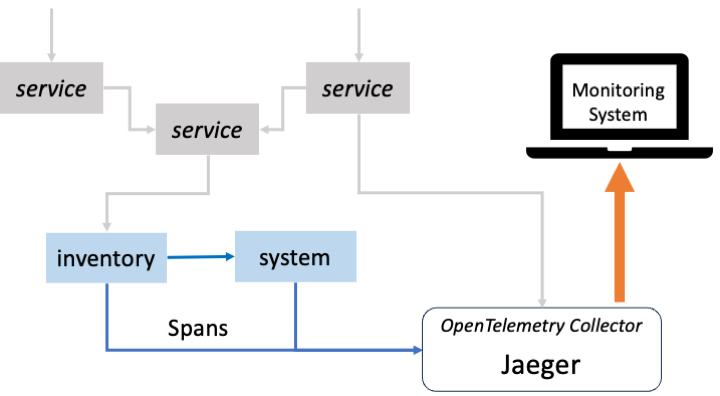 service
service
service
Monitoring
System
inventory
system
Spans
OpenTelemetry Collector
Jaeger